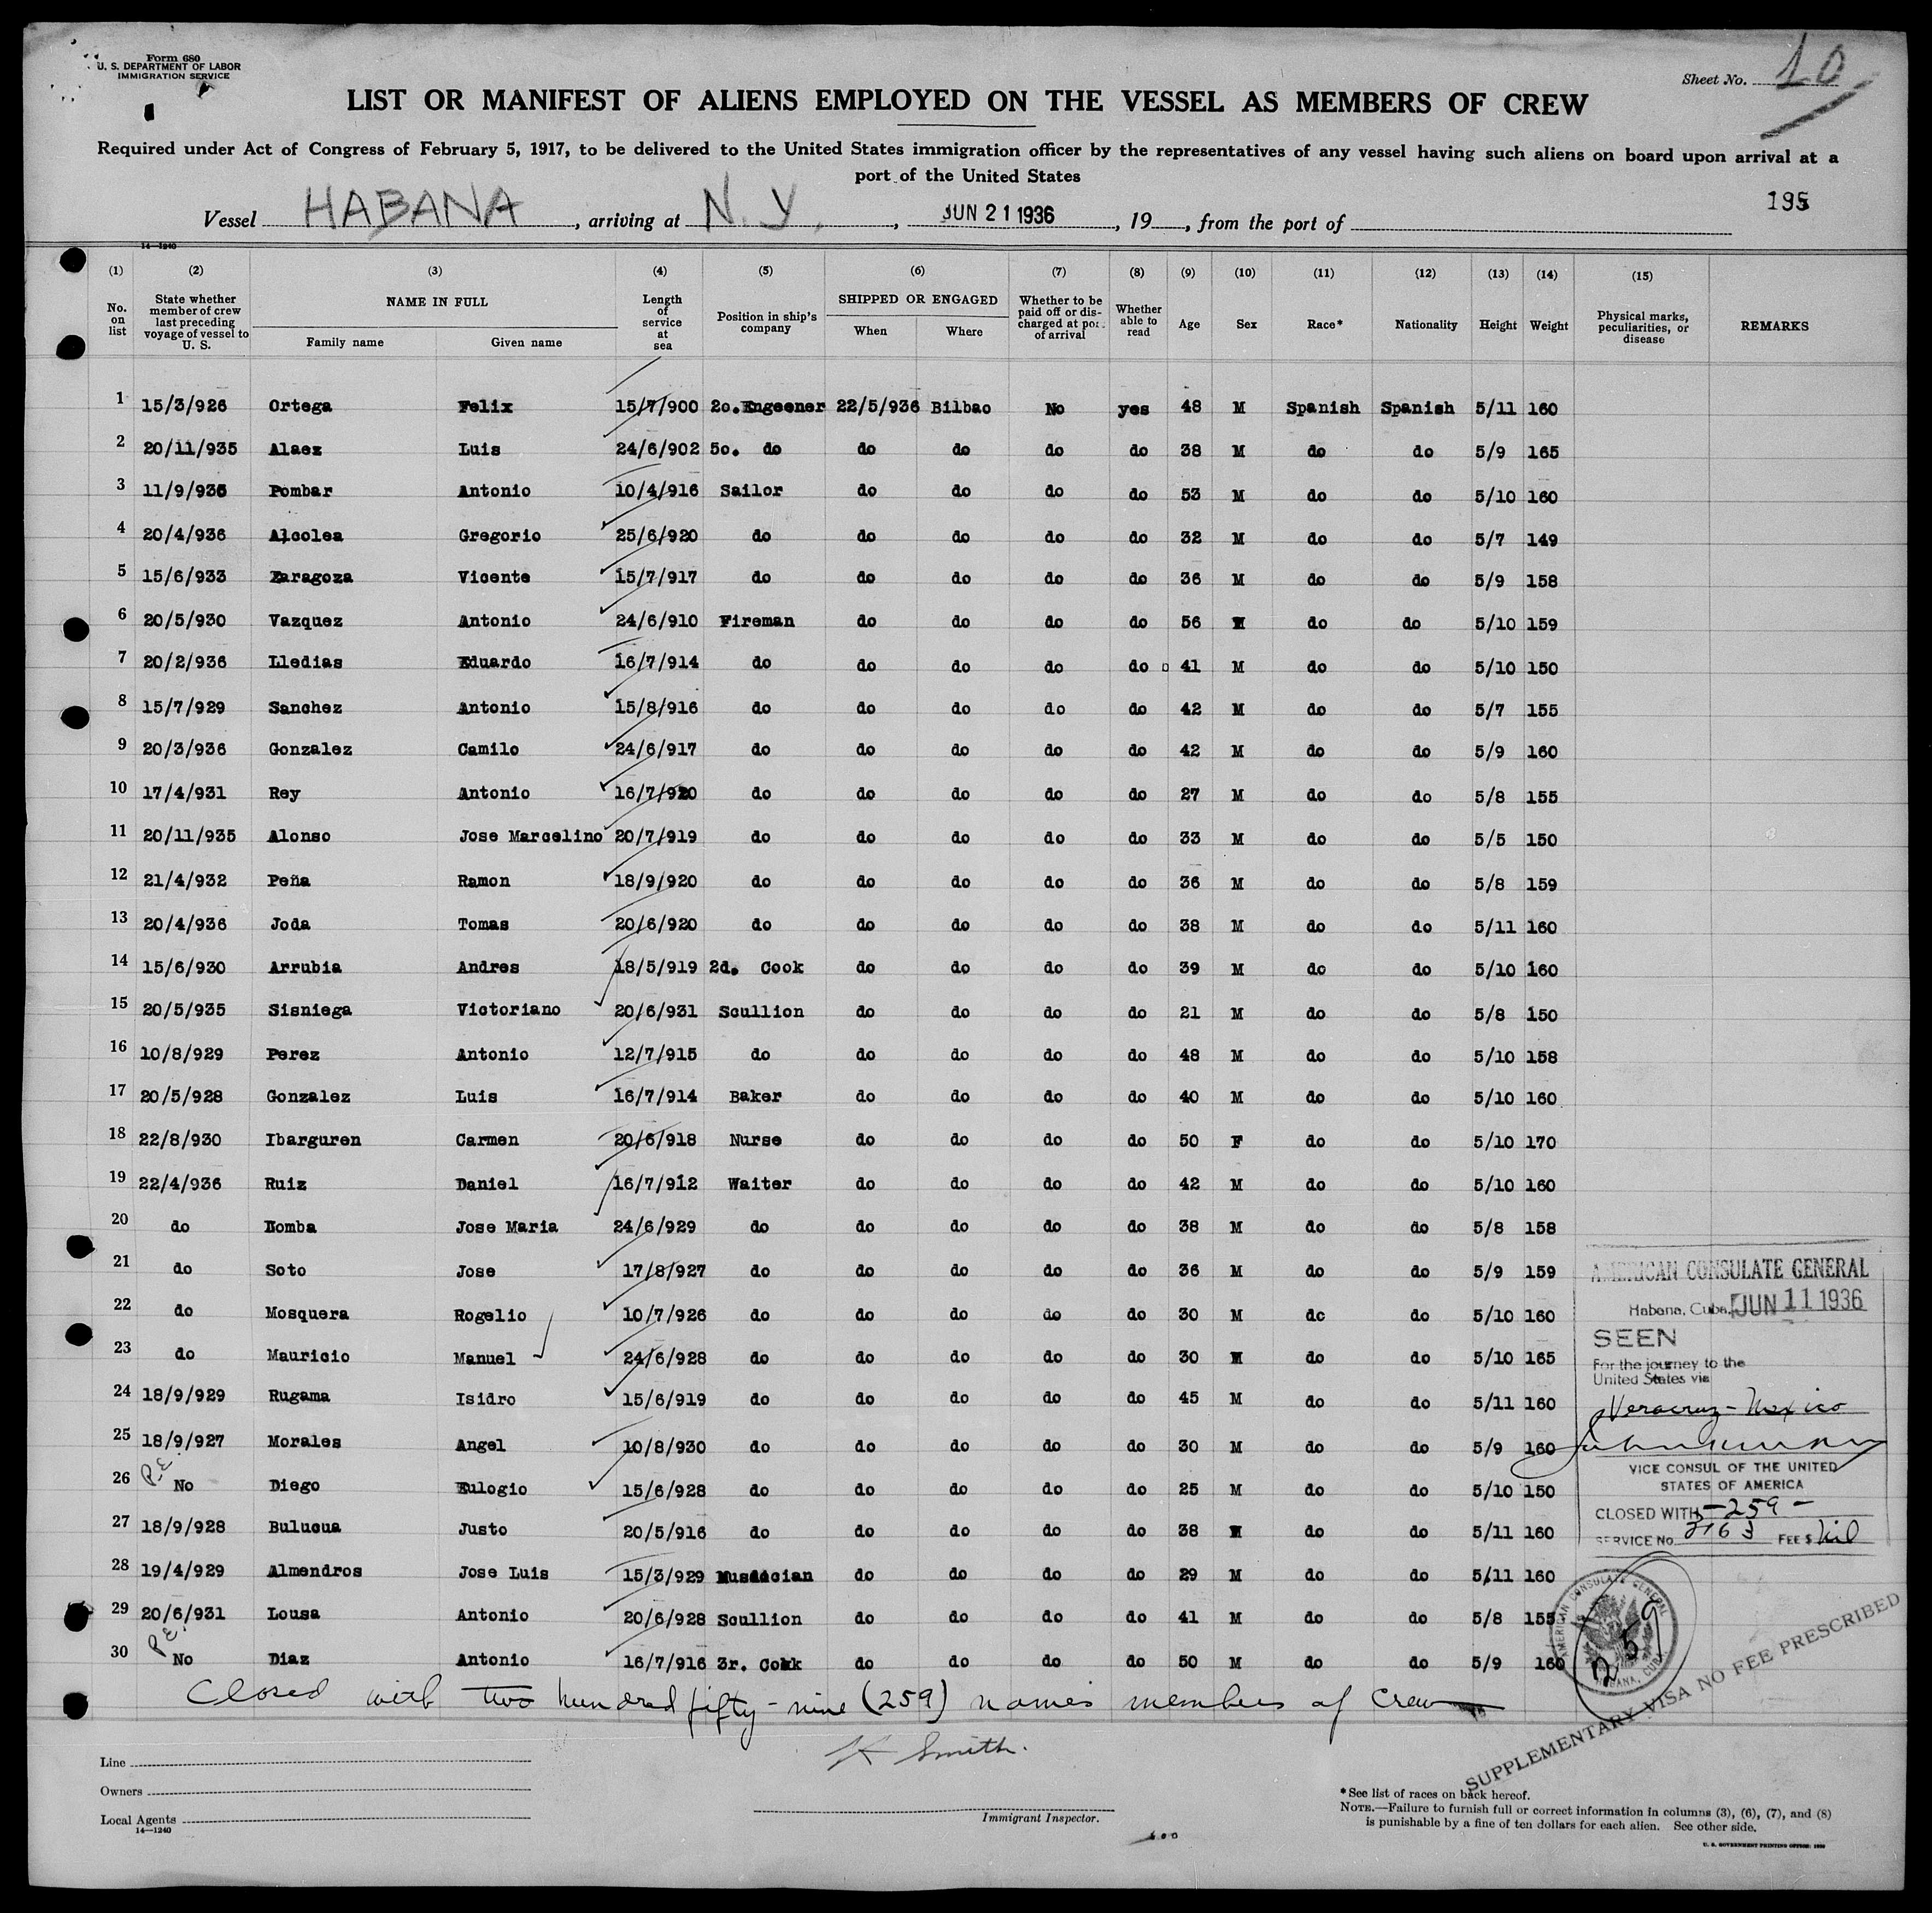 Form 680
U. S. DEPARTMENT OF LABOR
IMMIGRATION SERVICE
Sheet No. 10
LIST OR MANIFEST OF ALIENS EMPLOYED ON THE VESSEL AS MEMBERS OF CREW
Required under Act of Congress of February 5, 1917, to be delivered to the United States immigration officer by the representatives of any vessel having such aliens on board upon arrival at a
port of the United States
195
Vessel HABANA, arriving at N. Y., JUN 21 1936, 19, from the port of
14—1240
(1) (2) (3) (4) (5) (6) (7) (8) (9) (10) (11) (12) (13) (14) (15)
No. on list State whether member of crew last preceding voyage of vessel to U. S. NAME IN FULL Family name Given name Length of service at sea Position in ship's company SHIPPED OR ENGAGED When Where Whether to be paid off or discharged at port of arrival Whether able to read Age Sex Race* Nationality Height Weight Physical marks, peculiarities, or disease REMARKS
1 15/3/926 Ortega Felix 15/7/900 2o. Engeener 22/5/936 Bilbao No yes 48 M Spanish Spanish 5/11 160
2 20/11/935 Alaez Luis 24/6/902 5o. do do do do do 38 M do do 5/9 165
3 11/9/935 Pombar Antonio 10/4/916 Sailor do do do do 53 M do do 5/10 160
4 20/4/936 Alcolea Gregorio 25/6/920 do do do do do 32 M do do 5/7 149
5 15/6/933 Zaragoza Vicente 15/7/917 do do do do do 36 M do do 5/9 158
6 20/5/930 Vazquez Antonio 24/6/910 Fireman do do do do 56 M do do 5/10 159
7 20/2/936 Lledias Eduardo 16/7/914 do do do do do 41 M do do 5/10 150
8 15/7/929 Sanchez Antonio 15/8/916 do do do do do 42 M do do 5/7 155
9 20/3/936 Gonzalez Camilo 24/6/917 do do do do do 42 M do do 5/9 160
10 17/4/931 Rey Antonio 16/7/920 do do do do do 27 M do do 5/8 155
11 20/11/935 Alonso Jose Marcelino 20/7/919 do do do do do 33 M do do 5/5 150
12 21/4/932 Peña Ramon 18/9/920 do do do do do 36 M do do 5/8 159
13 20/4/936 Joda Tomas 20/6/920 do do do do do 38 M do do 5/11 160
14 15/6/930 Arrubia Andres 18/5/919 2d. Cook do do do do 39 M do do 5/10 160
15 20/5/935 Sisniega Victoriano 20/6/931 Scullion do do do do 21 M do do 5/8 150
16 10/8/929 Perez Antonio 12/7/915 do do do do do 48 M do do 5/10 158
17 20/5/928 Gonzalez Luis 16/7/914 Baker do do do do 40 M do do 5/10 160
18 22/8/930 Ibarguren Carmen 20/6/918 Nurse do do do do 50 F do do 5/10 170
19 22/4/936 Ruiz Daniel 16/7/912 Waiter do do do do 42 M do do 5/10 160
20 do Lomba Jose Maria 24/6/929 do do do do do 38 M do do 5/8 158
21 do Soto Jose 17/8/927 do do do do do 36 M do do 5/9 159
22 do Mosquera Rogelio 10/7/926 do do do do do 30 M do do 5/10 160
23 do Mauricio Manuel 24/6/928 do do do do do 30 M do do 5/10 165
24 18/9/929 Rugama Isidro 15/6/919 do do do do do 45 M do do 5/11 160
25 18/9/927 Morales Angel 10/8/930 do do do do do 30 M do do 5/9 160
26 P.E. No Diego Eulogio 15/6/928 do do do do do 25 M do do 5/10 150
27 18/9/928 Bulucua Justo 20/5/916 do do do do do 38 M do do 5/11 160
28 19/4/929 Almendros Jose Luis 15/3/929 Musician do do do do 29 M do do 5/11 160
29 20/6/931 Lousa Antonio 20/6/928 Scullion do do do do 41 M do do 5/8 155
30 P.E. No Diaz Antonio 16/7/916 3r. Cokk do do do do 50 M do do 5/9 160
AMERICAN CONSULATE GENERAL
Habana, Cuba, JUN 11 1936
SEEN
For the journey to the
United States via
Veracruz - Mexico
VICE CONSUL OF THE UNITED
STATES OF AMERICA
CLOSED WITH -259-
SERVICE No. 3163 FEE $ Nil
AMERICAN CONSULATE GENERAL HABANA, CUBA
259
SUPPLEMENTARY VISA NO FEE PRESCRIBED
Closed with two hundred fifty-nine (259) names members of crew
K Smith.
Line
Owners
Local Agents
14—1240
Immigrant Inspector.
* See list of races on back hereof.
NOTE.—Failure to furnish full or correct information in columns (3), (6), (7), and (8)
is punishable by a fine of ten dollars for each alien. See other side.
U. S. GOVERNMENT PRINTING OFFICE